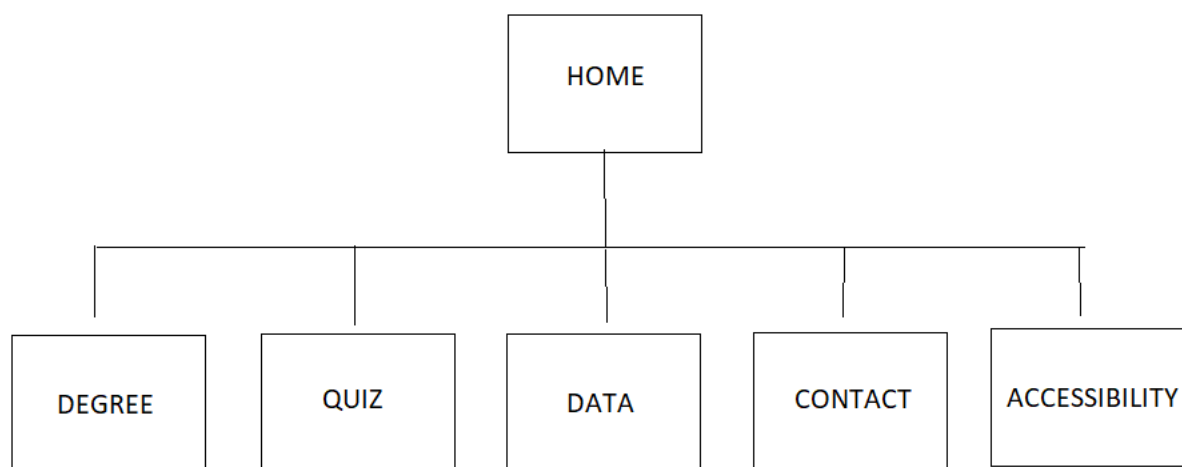 HOME
DEGREE
QUIZ
DATA
CONTACT
ACCESSIBILITY